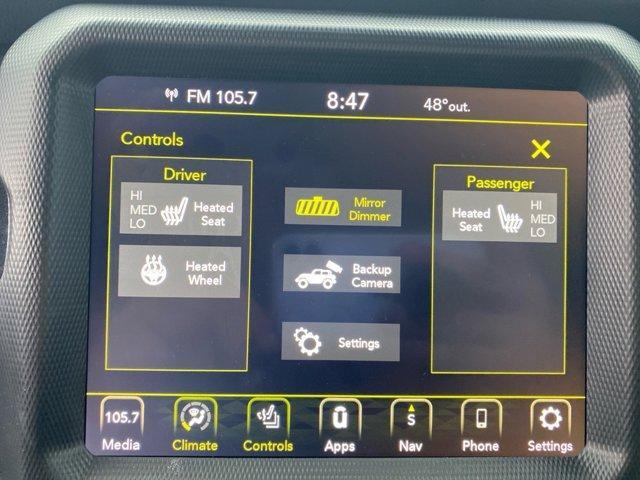 FM 105.7 8:47 48°out.
Controls
Driver
HI
MED
LO
Heated
Seat
Heated
Wheel
Mirror
Dimmer
Backup
Camera
Settings
Passenger
Heated
Seat
HI
MED
LO
105.7
Media
Climate
Controls
U
Apps
S
Nav
Phone
Settings